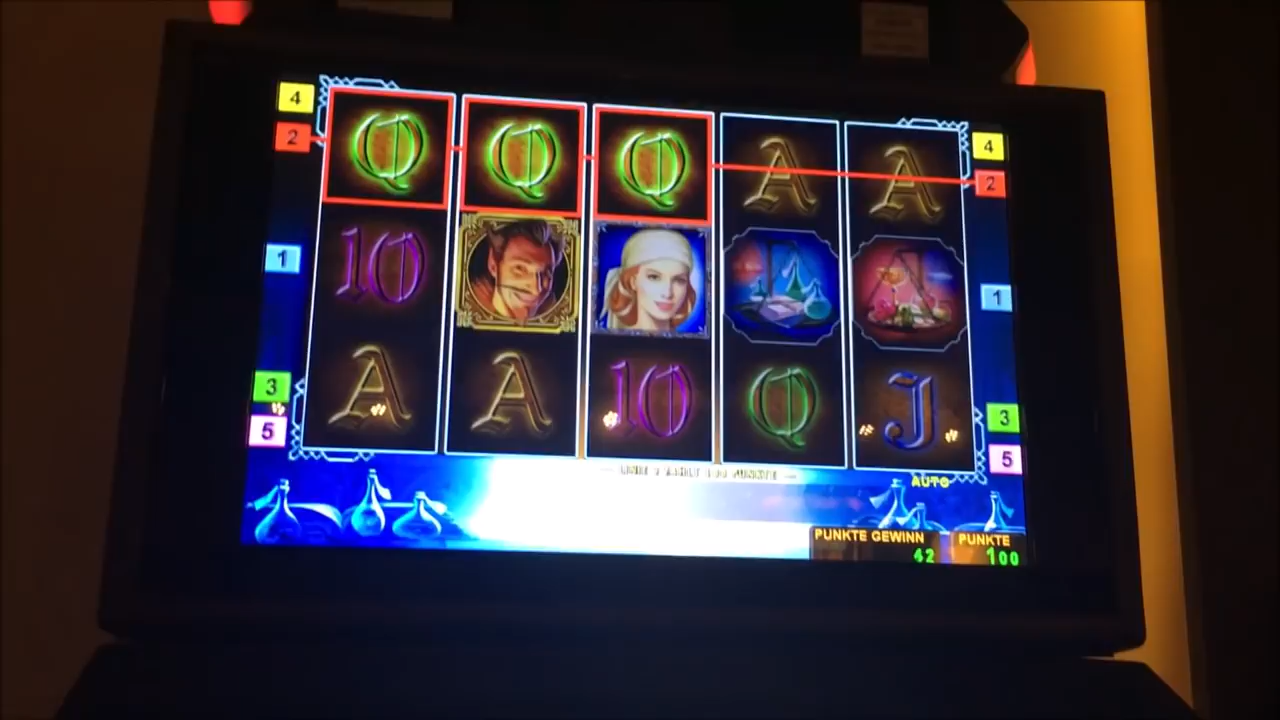 4 Q Q Q A A 4
2 2
1 10 1
3 A A 10 Q J 3
5 5
AUTO
PUNKTE GEWINN PUNKTE
42 100